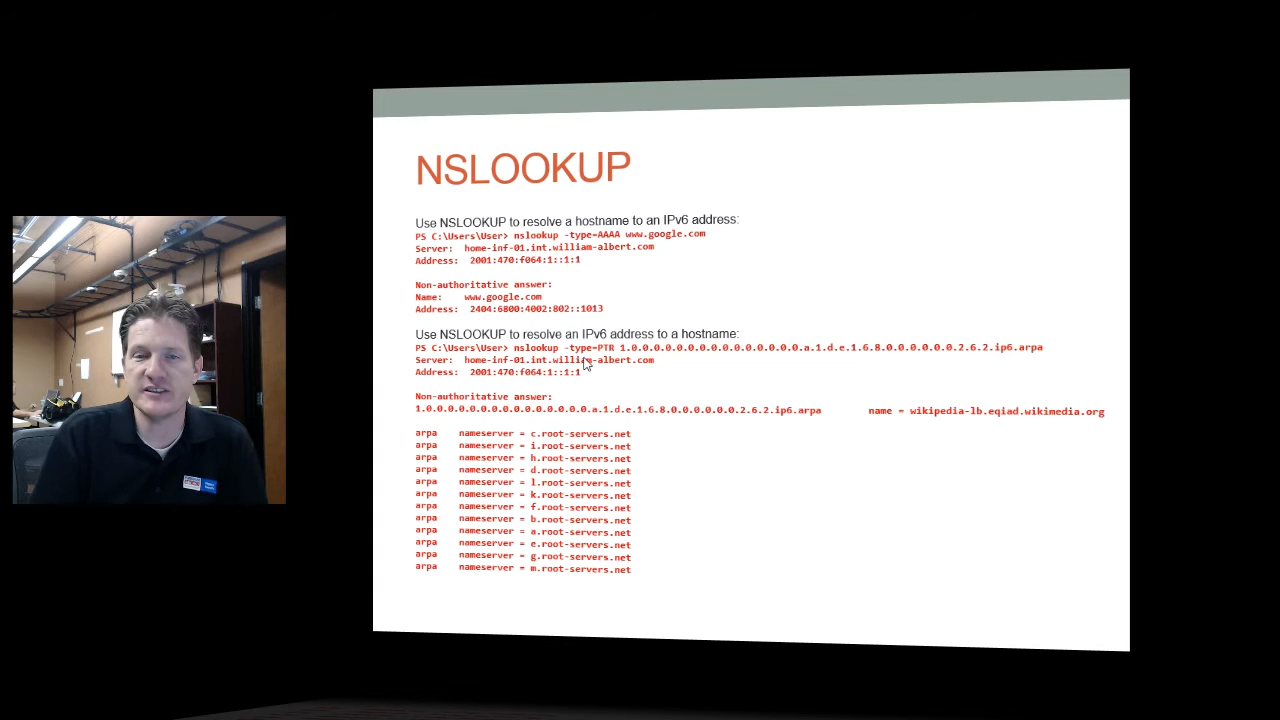 NSLOOKUP
Use NSLOOKUP to resolve a hostname to an IPv6 address:
PS C:\Users\User> nslookup -type=AAAA www.google.com
Server: home-inf-01.int.william-albert.com
Address: 2001:470:f064:1::1:1
Non-authoritative answer:
Name: www.google.com
Address: 2404:6800:4002:802::1013
Use NSLOOKUP to resolve an IPv6 address to a hostname:
PS C:\Users\User> nslookup -type=PTR 1.0.0.0.0.0.0.0.0.0.0.0.0.0.0.0.a.1.d.e.1.6.8.0.0.0.0.0.0.2.6.2.ip6.arpa
Server: home-inf-01.int.william-albert.com
Address: 2001:470:f064:1::1:1
Non-authoritative answer:
1.0.0.0.0.0.0.0.0.0.0.0.0.0.0.0.a.1.d.e.1.6.8.0.0.0.0.0.0.2.6.2.ip6.arpa name = wikipedia-lb.eqiad.wikimedia.org
arpa nameserver = c.root-servers.net
arpa nameserver = i.root-servers.net
arpa nameserver = h.root-servers.net
arpa nameserver = d.root-servers.net
arpa nameserver = l.root-servers.net
arpa nameserver = k.root-servers.net
arpa nameserver = f.root-servers.net
arpa nameserver = b.root-servers.net
arpa nameserver = a.root-servers.net
arpa nameserver = e.root-servers.net
arpa nameserver = g.root-servers.net
arpa nameserver = m.root-servers.net